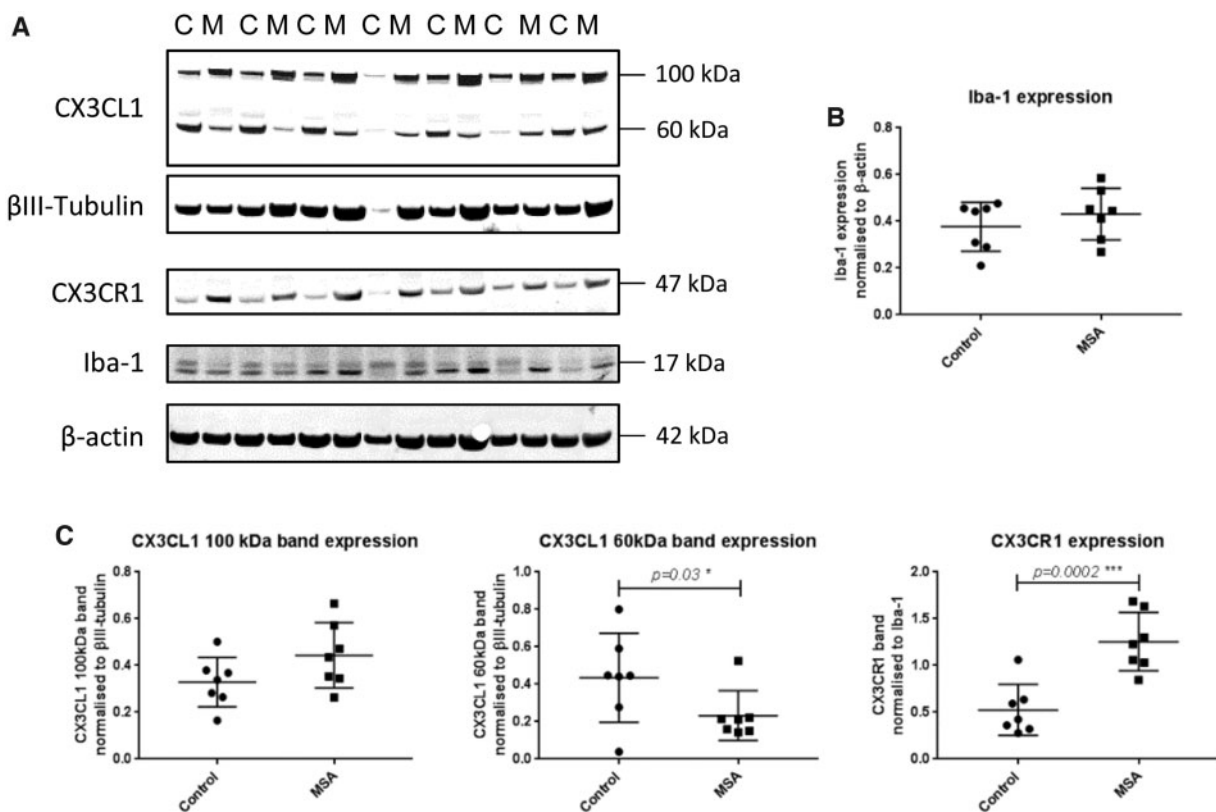 A
C M C M C M C M C M C M C M
CX3CL1
100 kDa
60 kDa
βIII-Tubulin
CX3CR1
47 kDa
Iba-1
17 kDa
β-actin
42 kDa
B
Iba-1 expression
Iba-1 expression
normalised to β-actin
0.8
0.6
0.4
0.2
0.0
Control
MSA
C
CX3CL1 100 kDa band expression
CX3CL1 100kDa band
normalised to βIII-tubulin
0.8
0.6
0.4
0.2
0.0
Control
MSA
CX3CL1 60kDa band expression
p=0.03 *
CX3CL1 60kDa band
normalised to βIII-tubulin
1.0
0.8
0.6
0.4
0.2
0.0
Control
MSA
CX3CR1 expression
p=0.0002 ***
CX3CR1 band
normalised to Iba-1
2.0
1.5
1.0
0.5
0.0
Control
MSA